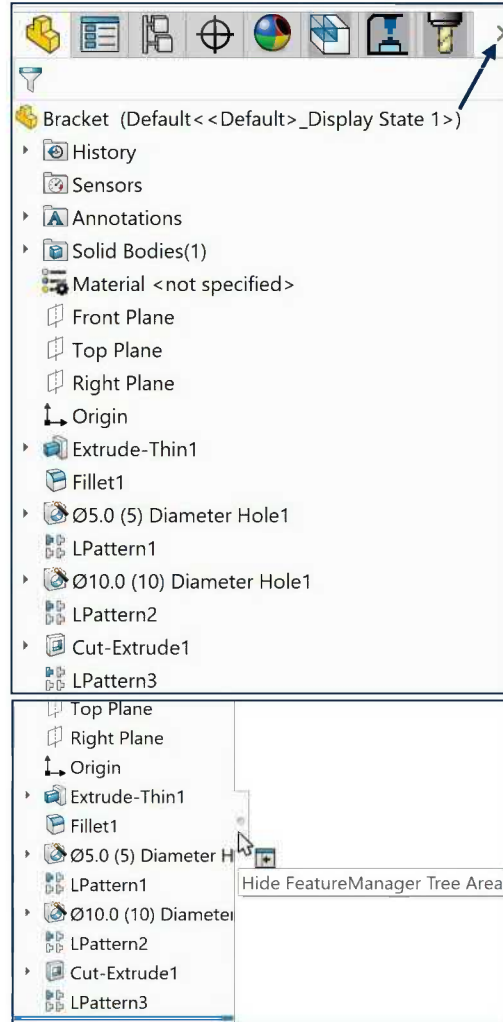 Bracket (Default<<Default>_Display State 1>)
History
Sensors
Annotations
Solid Bodies(1)
Material <not specified>
Front Plane
Top Plane
Right Plane
Origin
Extrude-Thin1
Fillet1
Ø5.0 (5) Diameter Hole1
LPattern1
Ø10.0 (10) Diameter Hole1
LPattern2
Cut-Extrude1
LPattern3
Top Plane
Right Plane
Origin
Extrude-Thin1
Fillet1
Ø5.0 (5) Diameter H
LPattern1
Hide FeatureManager Tree Area
Ø10.0 (10) Diameter
LPattern2
Cut-Extrude1
LPattern3